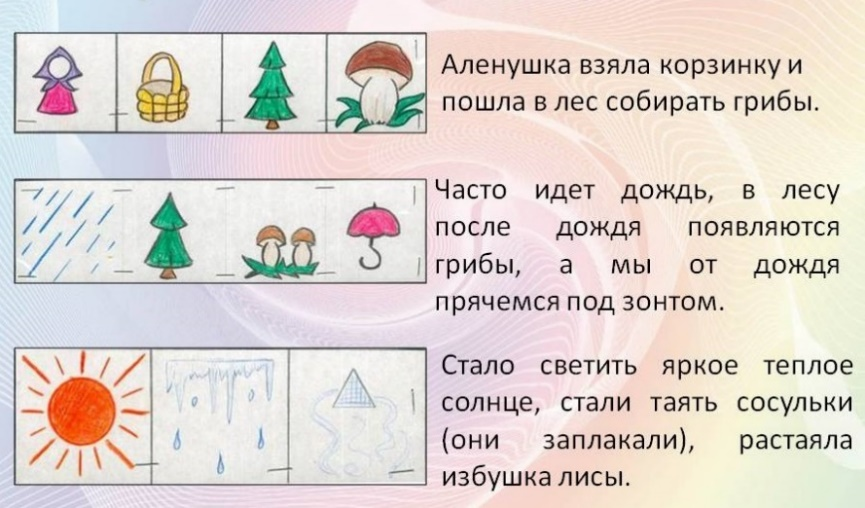 Аленушка взяла корзинку и
пошла в лес собирать грибы.
Часто идет дождь, в лесу
после дождя появляются
грибы, а мы от дождя
прячемся под зонтом.
Стало светить яркое теплое
солнце, стали таять сосульки
(они заплакали), растаяла
избушка лисы.